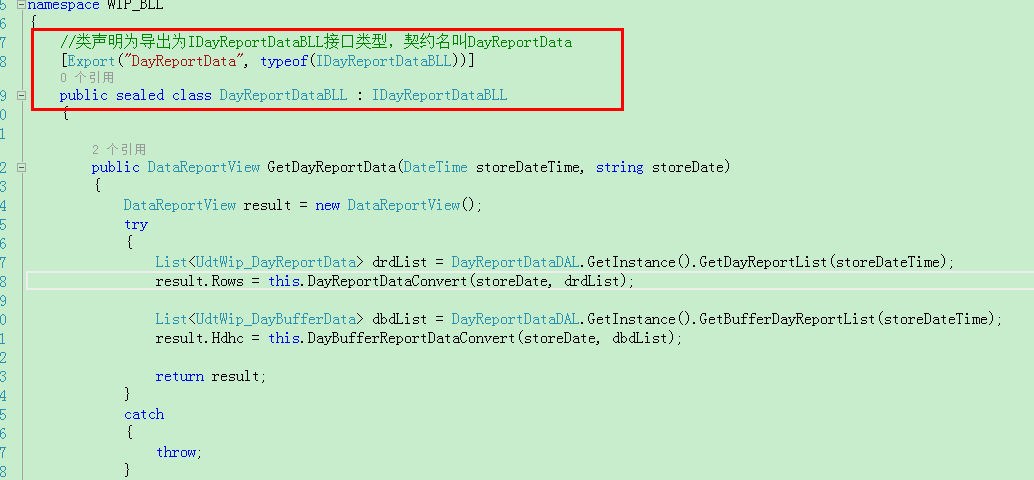 5 namespace WIP_BLL
6 {
7 //类声明为导出为IDayReportDataBLL接口类型，契约名叫DayReportData
8 [Export("DayReportData", typeof(IDayReportDataBLL))]
0 个引用
9 public sealed class DayReportDataBLL : IDayReportDataBLL
0 {
1
2 个引用
2 public DataReportView GetDayReportData(DateTime storeDateTime, string storeDate)
3 {
4 DataReportView result = new DataReportView();
5 try
6 {
7 List<UdtWip_DayReportData> drdList = DayReportDataDAL.GetInstance().GetDayReportList(storeDateTime);
8 result.Rows = this.DayReportDataConvert(storeDate, drdList);
9
0 List<UdtWip_DayBufferData> dbdList = DayReportDataDAL.GetInstance().GetBufferDayReportList(storeDateTime);
1 result.Hdhc = this.DayBufferReportDataConvert(storeDate, dbdList);
2
3 return result;
4 }
5 catch
6 {
7 throw;
8 }